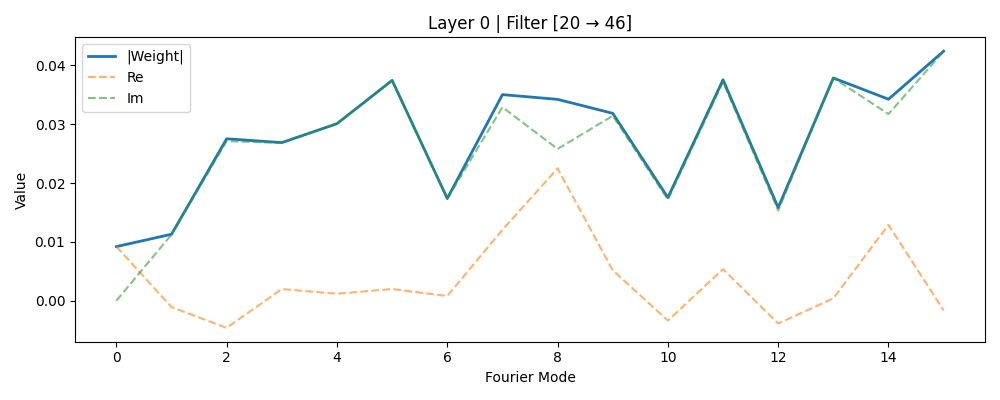 Layer 0 | Filter [20 → 46]
|Weight|
Re
Im
Value
0.04
0.03
0.02
0.01
0.00
0 2 4 6 8 10 12 14
Fourier Mode